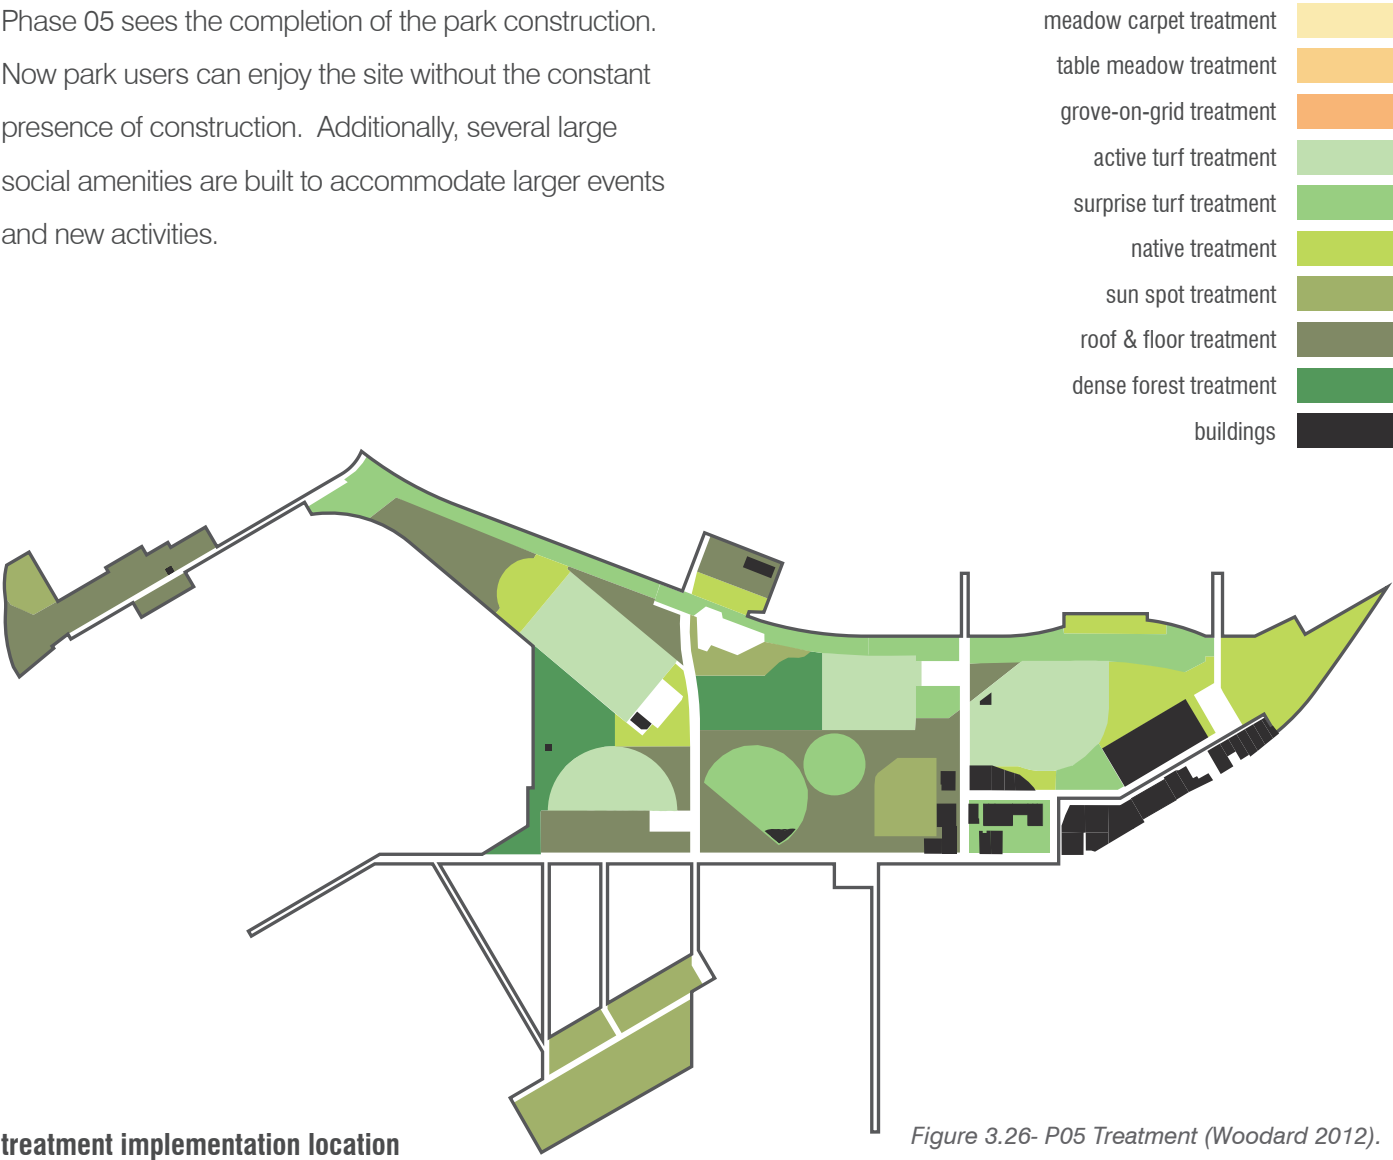 Phase 05 sees the completion of the park construction.
Now park users can enjoy the site without the constant
presence of construction.  Additionally, several large
social amenities are built to accommodate larger events
and new activities.
meadow carpet treatment
table meadow treatment
grove-on-grid treatment
active turf treatment
surprise turf treatment
native treatment
sun spot treatment
roof & floor treatment
dense forest treatment
buildings
treatment implementation location
Figure 3.26- P05 Treatment (Woodard 2012).